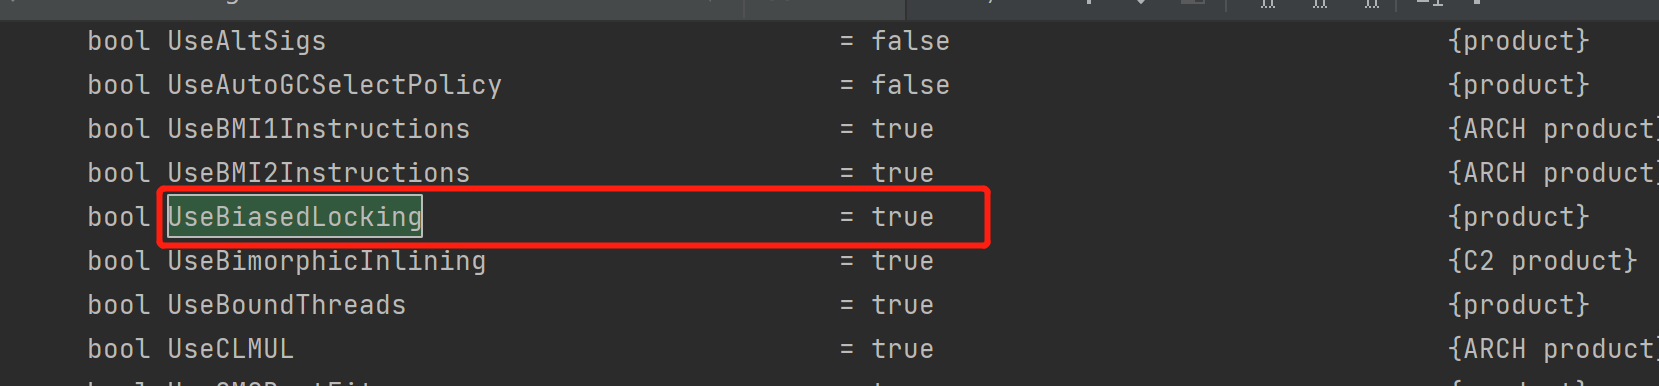 bool UseAltSigs = false {product}
bool UseAutoGCSelectPolicy = false {product}
bool UseBMI1Instructions = true {ARCH product}
bool UseBMI2Instructions = true {ARCH product}
bool UseBiasedLocking = true {product}
bool UseBimorphicInlining = true {C2 product}
bool UseBoundThreads = true {product}
bool UseCLMUL = true {ARCH product}